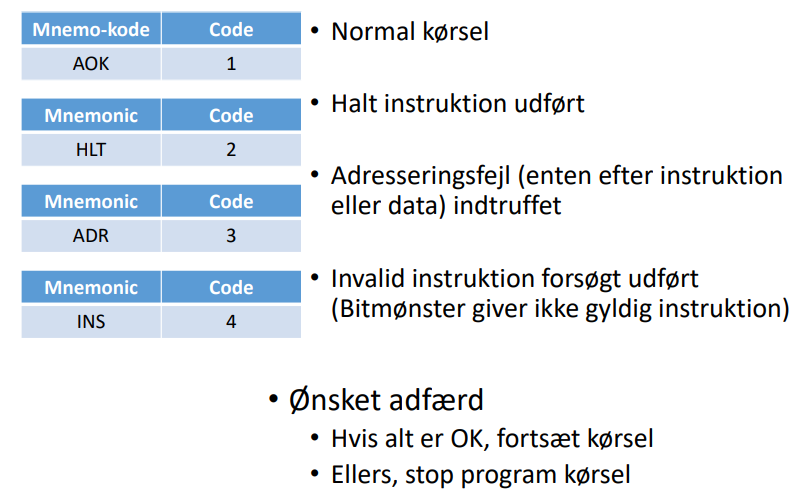 Mnemo-kode Code
AOK 1
• Normal kørsel
Mnemonic Code
HLT 2
• Halt instruktion udført
Mnemonic Code
ADR 3
• Adresseringsfejl (enten efter instruktion
eller data) indtruffet
Mnemonic Code
INS 4
• Invalid instruktion forsøgt udført
(Bitmønster giver ikke gyldig instruktion)
• Ønsket adfærd
• Hvis alt er OK, fortsæt kørsel
• Ellers, stop program kørsel